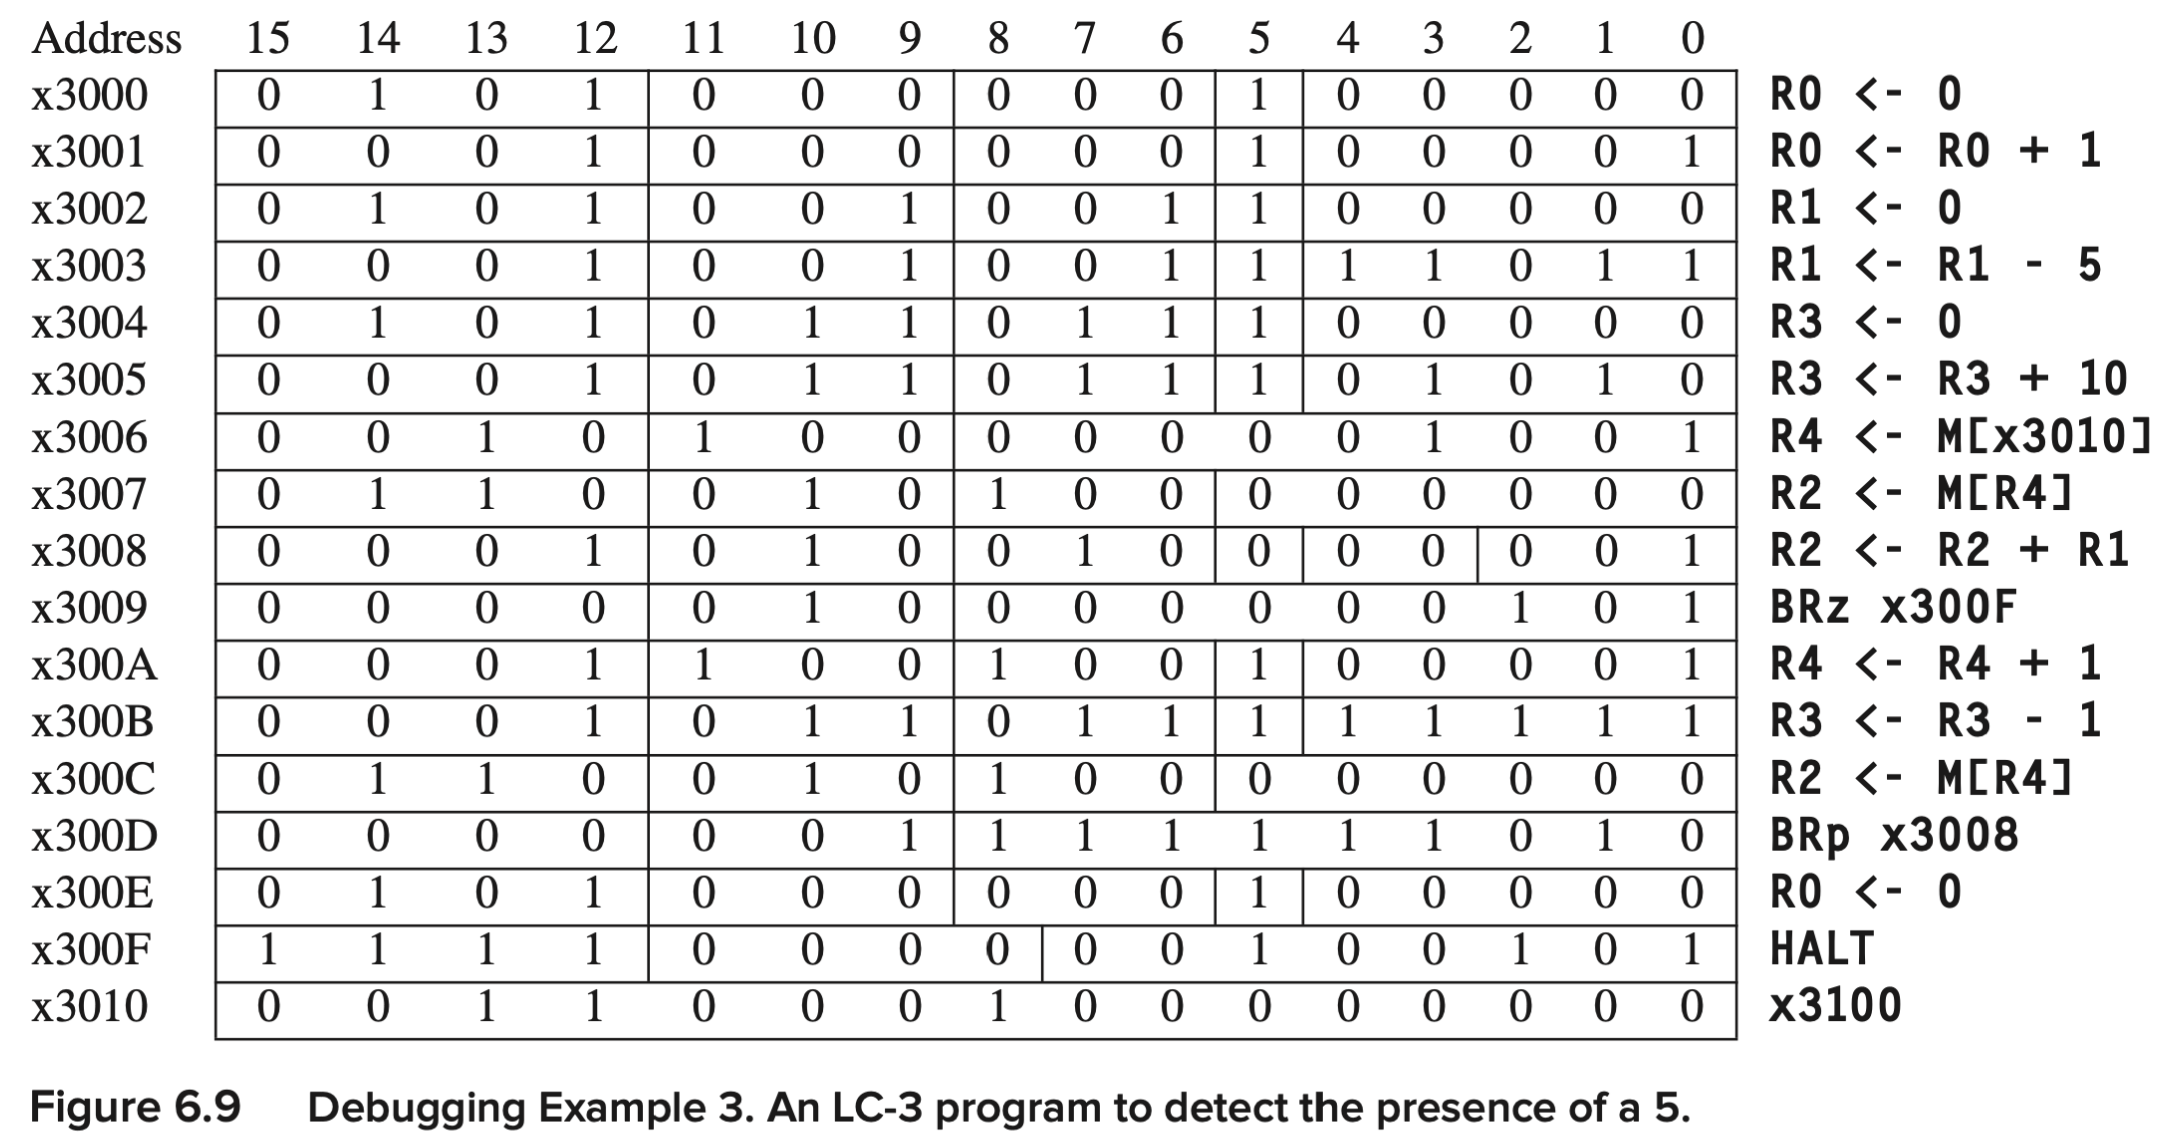 Address 15 14 13 12 11 10 9 8 7 6 5 4 3 2 1 0
x3000 0 1 0 1 0 0 0 0 0 0 1 0 0 0 0 0 R0 <- 0
x3001 0 0 0 1 0 0 0 0 0 0 1 0 0 0 0 1 R0 <- R0 + 1
x3002 0 1 0 1 0 0 1 0 0 1 1 0 0 0 0 0 R1 <- 0
x3003 0 0 0 1 0 0 1 0 0 1 1 1 1 0 1 1 R1 <- R1 - 5
x3004 0 1 0 1 0 1 1 0 1 1 1 0 0 0 0 0 R3 <- 0
x3005 0 0 0 1 0 1 1 0 1 1 1 0 1 0 1 0 R3 <- R3 + 10
x3006 0 0 1 0 1 0 0 0 0 0 0 0 1 0 0 1 R4 <- M[x3010]
x3007 0 1 1 0 0 1 0 1 0 0 0 0 0 0 0 0 R2 <- M[R4]
x3008 0 0 0 1 0 1 0 0 1 0 0 0 0 0 0 1 R2 <- R2 + R1
x3009 0 0 0 0 0 1 0 0 0 0 0 0 0 1 0 1 BRz x300F
x300A 0 0 0 1 1 0 0 1 0 0 1 0 0 0 0 1 R4 <- R4 + 1
x300B 0 0 0 1 0 1 1 0 1 1 1 1 1 1 1 1 R3 <- R3 - 1
x300C 0 1 1 0 0 1 0 1 0 0 0 0 0 0 0 0 R2 <- M[R4]
x300D 0 0 0 0 0 0 1 1 1 1 1 1 1 0 1 0 BRp x3008
x300E 0 1 0 1 0 0 0 0 0 0 1 0 0 0 0 0 R0 <- 0
x300F 1 1 1 1 0 0 0 0 0 0 1 0 0 1 0 1 HALT
x3010 0 0 1 1 0 0 0 1 0 0 0 0 0 0 0 0 x3100
Figure 6.9 Debugging Example 3. An LC-3 program to detect the presence of a 5.